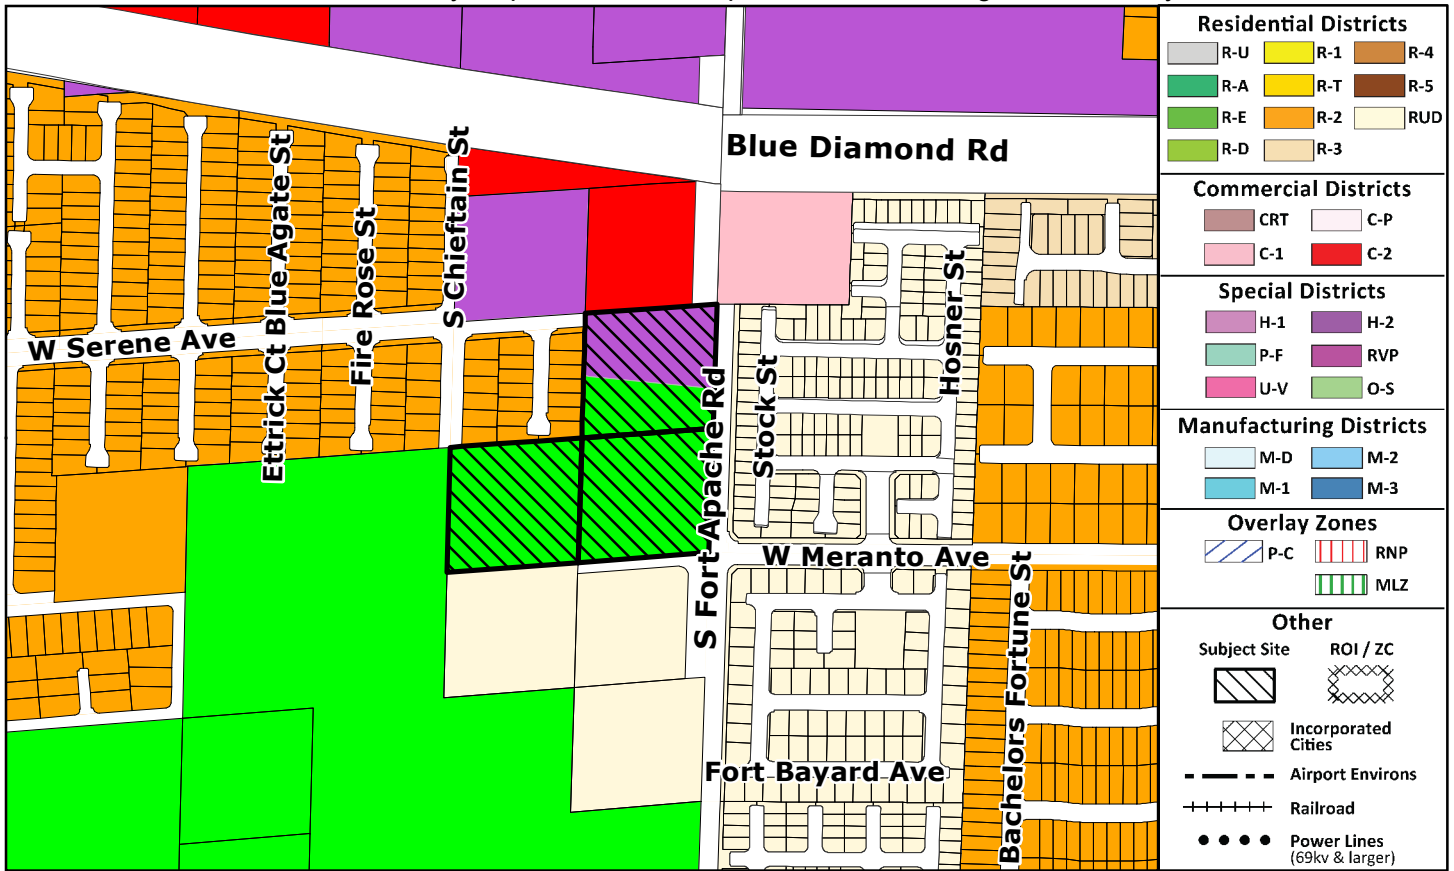 Blue Diamond Rd
S Chieftain St
Ettrick Ct Blue Agate St
Fire Rose St
W Serene Ave
Hosner St
Stock St
S Fort Apache Rd
W Meranto Ave
Bachelors Fortune St
Fort Bayard Ave
Residential Districts
R-U R-1 R-4
R-A R-T R-5
R-E R-2 RUD
R-D R-3
Commercial Districts
CRT C-P
C-1 C-2
Special Districts
H-1 H-2
P-F RVP
U-V O-S
Manufacturing Districts
M-D M-2
M-1 M-3
Overlay Zones
P-C RNP
MLZ
Other
Subject Site ROI / ZC
Incorporated
Cities
Airport Environs
Railroad
Power Lines
(69kv & larger)